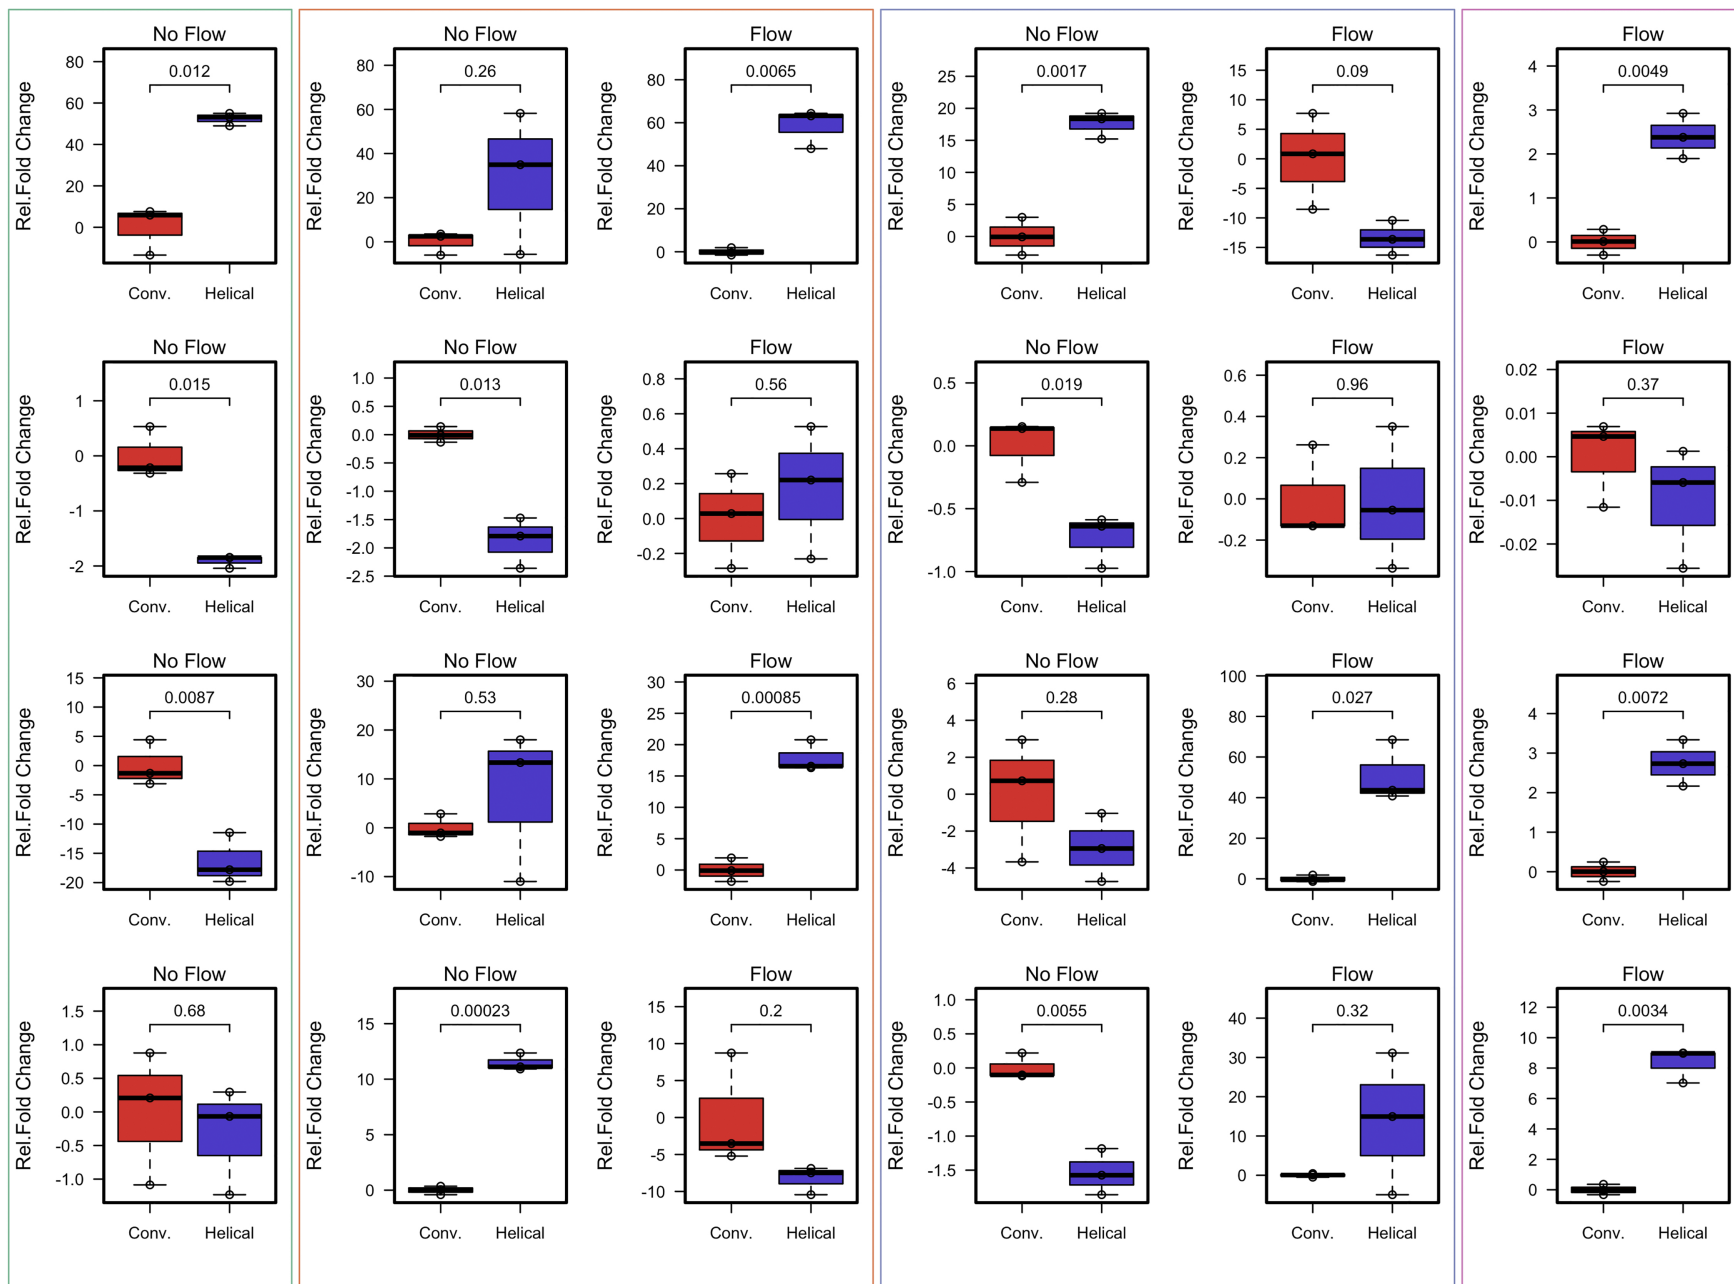 No Flow
80
60
40
20
0
Rel.Fold Change
0.012
Conv. Helical
No Flow
80
60
40
20
0
Rel.Fold Change
0.26
Conv. Helical
Flow
80
60
40
20
0
Rel.Fold Change
0.0065
Conv. Helical
No Flow
25
20
15
10
5
0
Rel.Fold Change
0.0017
Conv. Helical
Flow
15
10
5
0
-5
-10
-15
Rel.Fold Change
0.09
Conv. Helical
Flow
4
3
2
1
0
Rel.Fold Change
0.0049
Conv. Helical
No Flow
1
0
-1
-2
Rel.Fold Change
0.015
Conv. Helical
No Flow
1.0
0.5
0.0
-0.5
-1.0
-1.5
-2.0
-2.5
Rel.Fold Change
0.013
Conv. Helical
Flow
0.8
0.6
0.4
0.2
0.0
-0.2
Rel.Fold Change
0.56
Conv. Helical
No Flow
0.5
0.0
-0.5
-1.0
Rel.Fold Change
0.019
Conv. Helical
Flow
0.6
0.4
0.2
0.0
-0.2
Rel.Fold Change
0.96
Conv. Helical
Flow
0.02
0.01
0.00
-0.01
-0.02
Rel.Fold Change
0.37
Conv. Helical
No Flow
15
10
5
0
-5
-10
-15
-20
Rel.Fold Change
0.0087
Conv. Helical
No Flow
30
20
10
0
-10
Rel.Fold Change
0.53
Conv. Helical
Flow
30
25
20
15
10
5
0
Rel.Fold Change
0.00085
Conv. Helical
No Flow
6
4
2
0
-2
-4
Rel.Fold Change
0.28
Conv. Helical
Flow
100
80
60
40
20
0
Rel.Fold Change
0.027
Conv. Helical
Flow
4
3
2
1
0
Rel.Fold Change
0.0072
Conv. Helical
No Flow
1.5
1.0
0.5
0.0
-0.5
-1.0
Rel.Fold Change
0.68
Conv. Helical
No Flow
15
10
5
0
Rel.Fold Change
0.00023
Conv. Helical
Flow
15
10
5
0
-5
-10
Rel.Fold Change
0.2
Conv. Helical
No Flow
1.0
0.5
0.0
-0.5
-1.0
-1.5
Rel.Fold Change
0.0055
Conv. Helical
Flow
40
30
20
10
0
Rel.Fold Change
0.32
Conv. Helical
Flow
12
10
8
6
4
2
0
Rel.Fold Change
0.0034
Conv. Helical